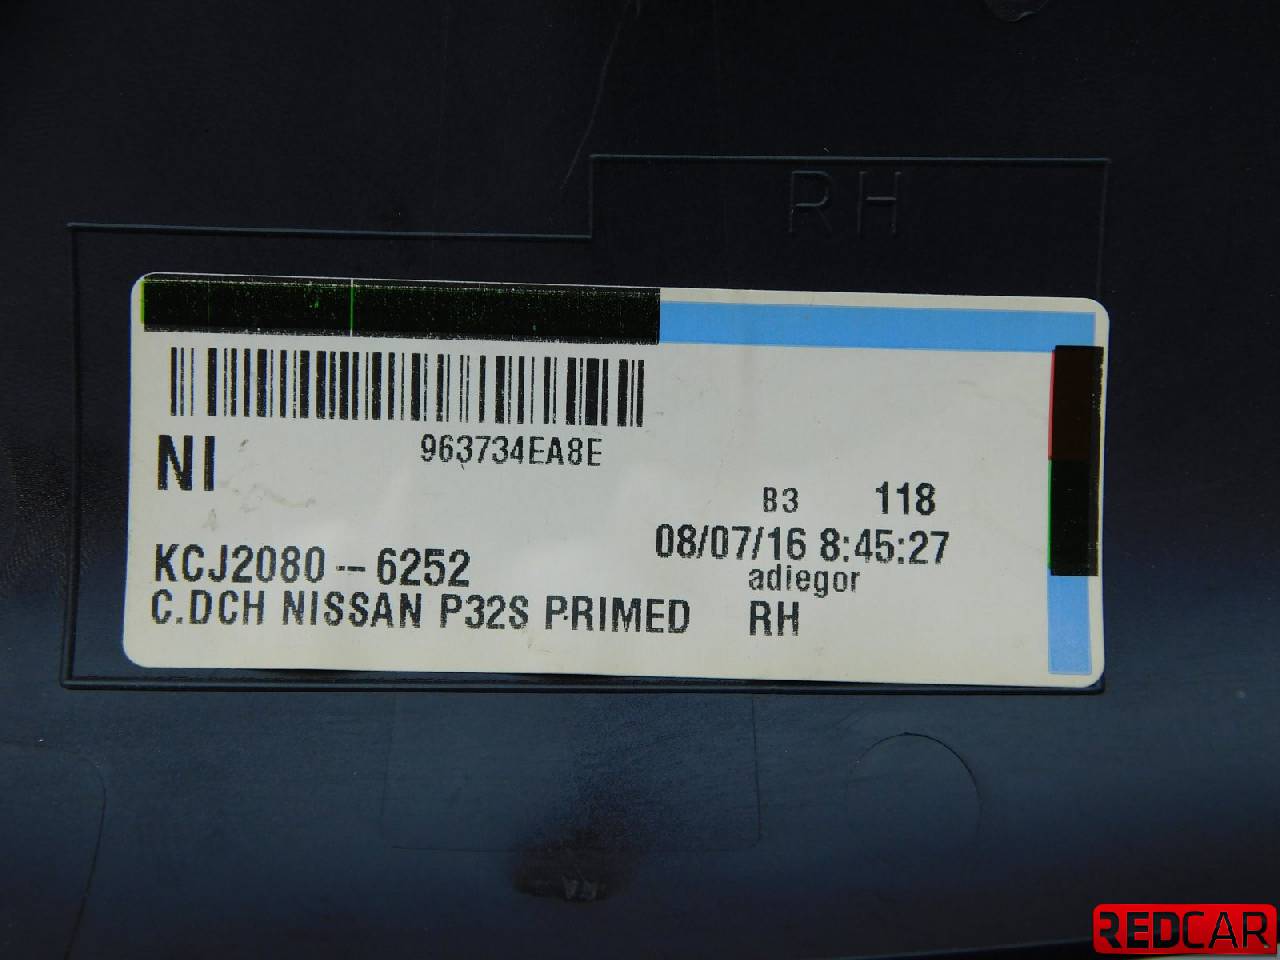 RH
963734EA8E
NI
B3 118
08/07/16 8:45:27
KCJ2080--6252
adiegor
C.DCH NISSAN P32S PRIMED RH
REDCAR